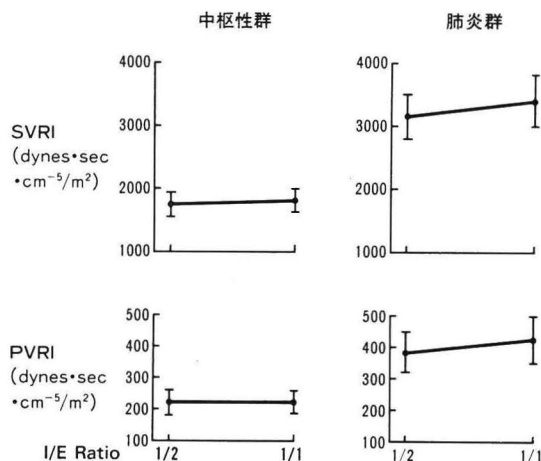 中枢性群
肺炎群
SVRI
(dynes•sec
•cm⁻⁵/m²)
4000
3000
2000
1000
4000
3000
2000
1000
PVRI
(dynes•sec
•cm⁻⁵/m²)
500
400
300
200
100
500
400
300
200
100
I/E Ratio 1/2 1/1 1/2 1/1